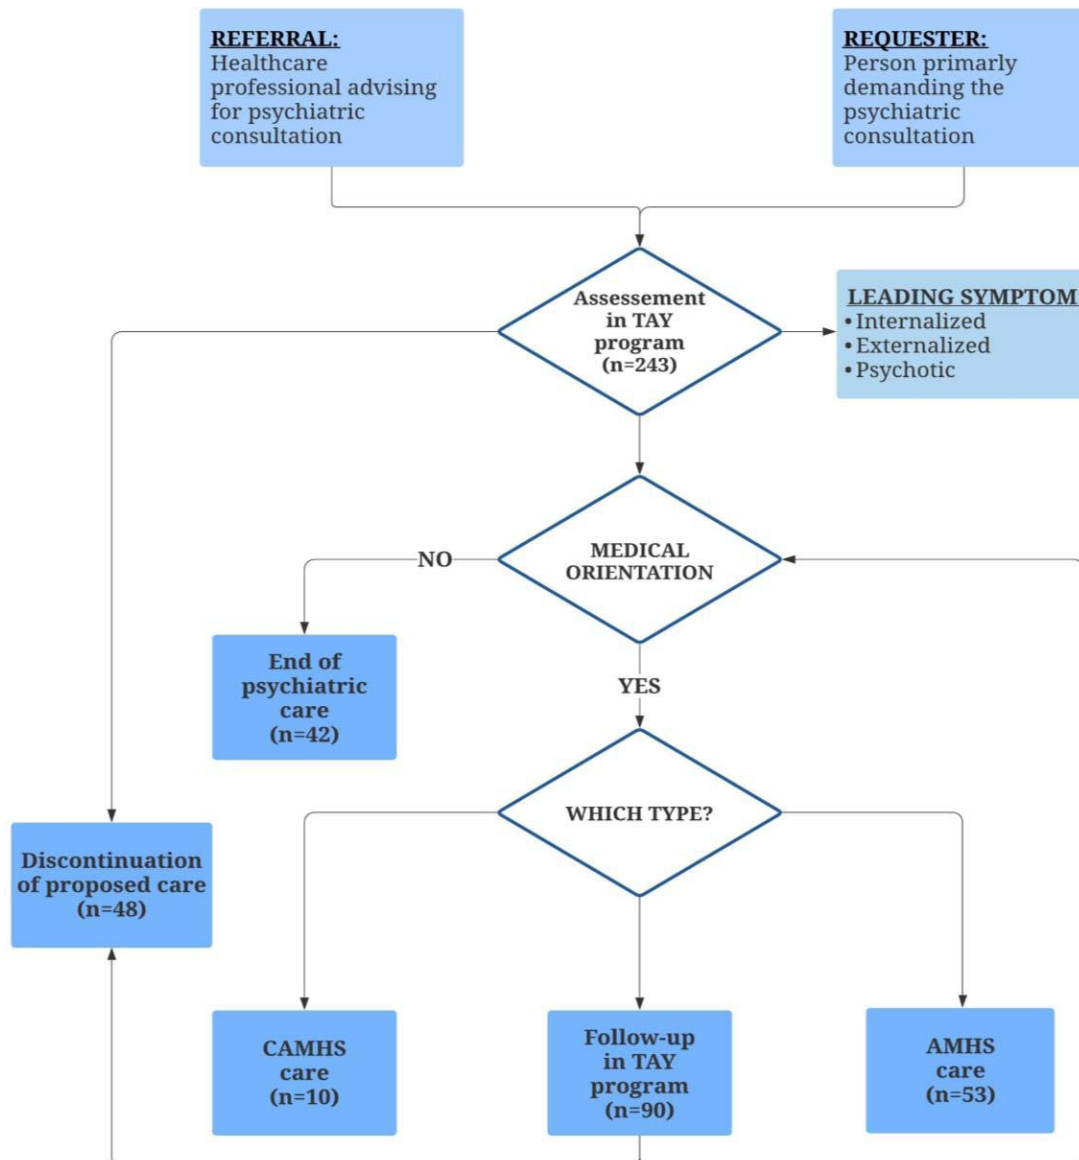 REFERRAL:
Healthcare
professional advising
for psychiatric
consultation
REQUESTER:
Person primarly
demanding the
psychiatric
consultation
Assessement
in TAY
program
(n=243)
LEADING SYMPTOM
• Internalized
• Externalized
• Psychotic
MEDICAL
ORIENTATION
NO
End of
psychiatric
care
(n=42)
YES
WHICH TYPE?
Discontinuation
of proposed care
(n=48)
CAMHS
care
(n=10)
Follow-up
in TAY
program
(n=90)
AMHS
care
(n=53)